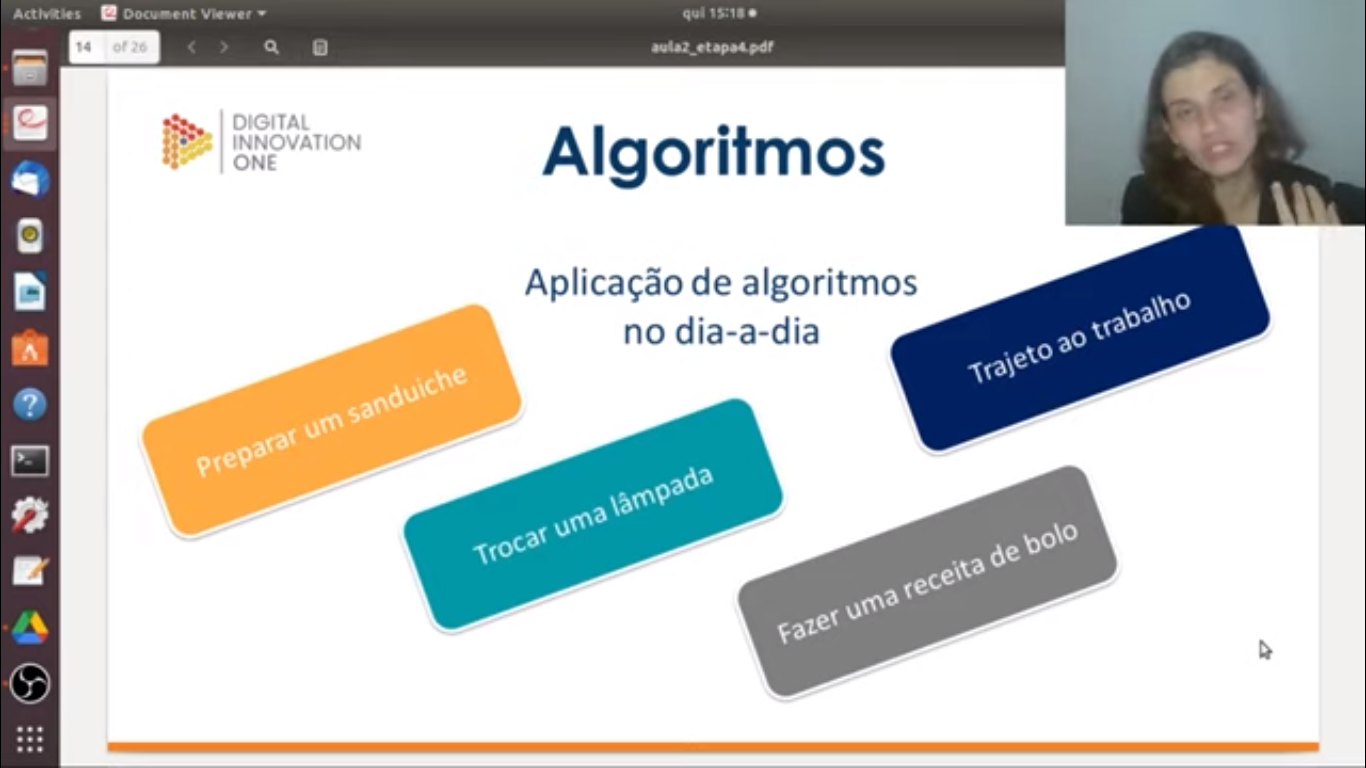 Activities Document Viewer qui 15:18
14 of 26 aula2_etapa4.pdf
DIGITAL
INNOVATION
ONE
Algoritmos
Aplicação de algoritmos
no dia-a-dia
Preparar um sanduiche
Trocar uma lâmpada
Trajeto ao trabalho
Fazer uma receita de bolo